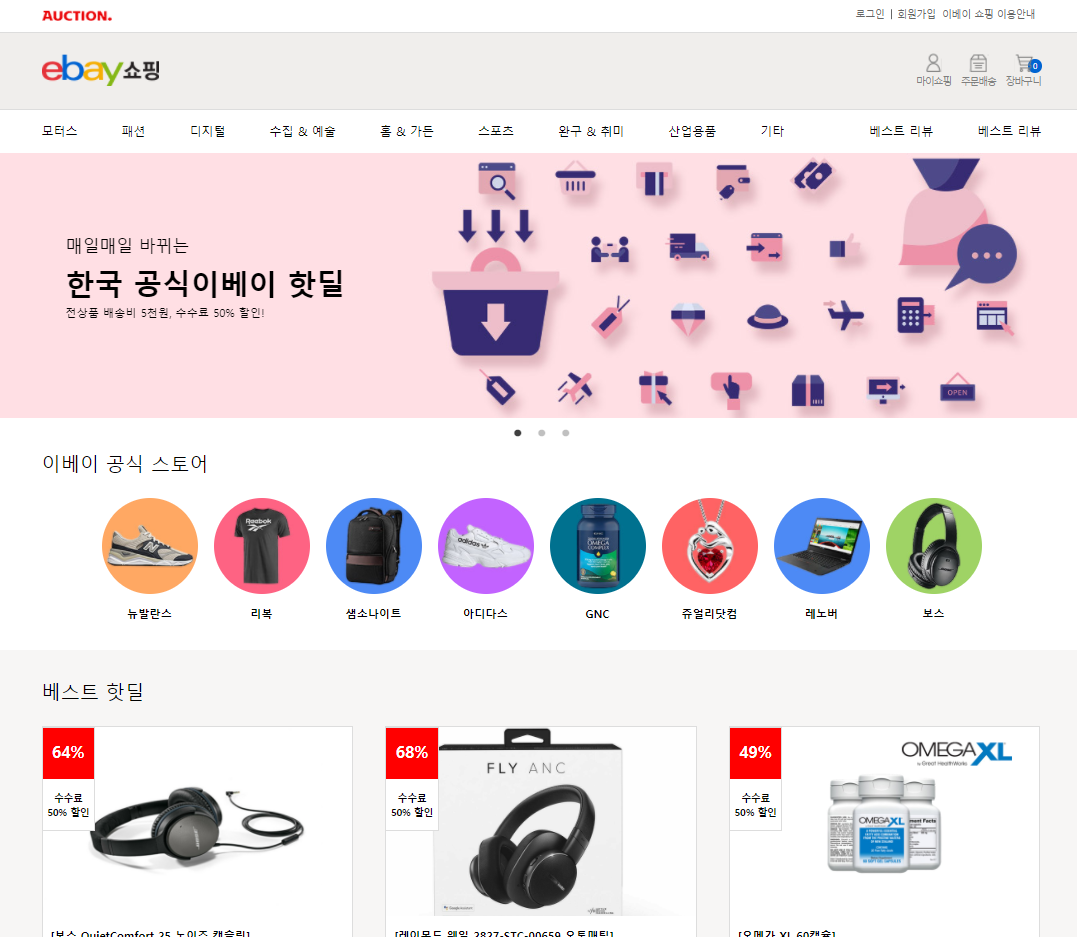 AUCTION.
로그인 | 회원가입 이베이 쇼핑 이용안내
ebay쇼핑
0
마이쇼핑 주문배송 장바구니
모터스 패션 디지털 수집 & 예술 홈 & 가든 스포츠 완구 & 취미 산업용품 기타 베스트 리뷰 베스트 리뷰
매일매일 바뀌는
한국 공식이베이 핫딜
전상품 배송비 5천원, 수수료 50% 할인!
OPEN
이베이 공식 스토어
Reebok
adidas
OMEGA
COMPLEX
뉴발란스 리복 샘소나이트 아디다스 GNC 쥬얼리닷컴 레노버 보스
베스트 핫딜
64%
수수료
50% 할인
68%
수수료
50% 할인
FLY ANC
49%
수수료
50% 할인
OMEGAXL
by Great HealthWorks
OMEGAXL
[보스 QuietComfort 25 노이즈 캔슬링]
[레이몬드 웨일 2827-STC-00659 오토매틱]
[오메가 XL 60캡슐]